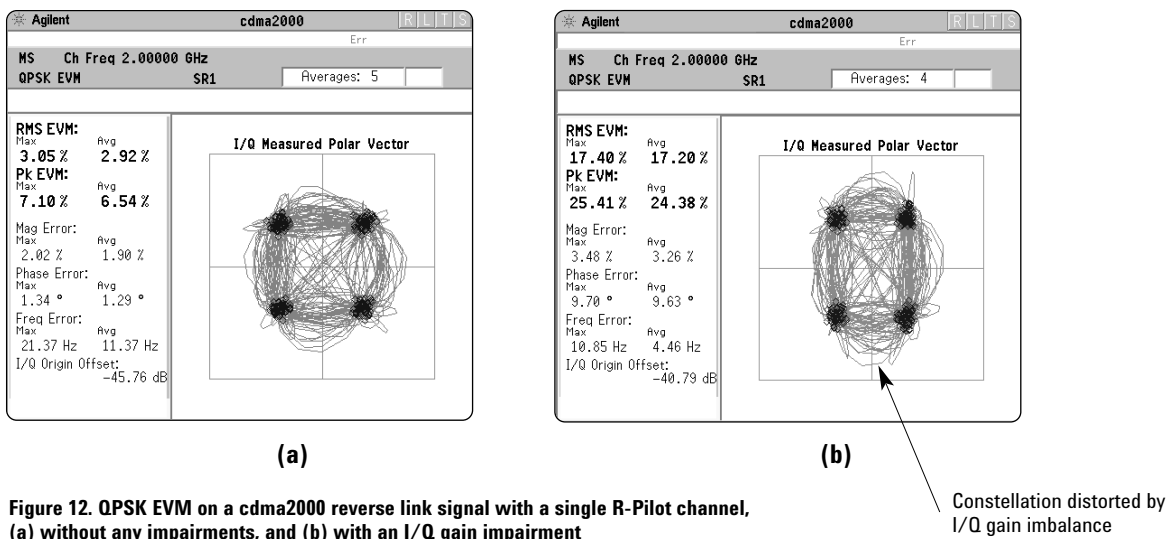 Agilent
cdma2000
R L T S
Err
MS Ch Freq 2.00000 GHz
QPSK EVM SR1 Averages: 5
RMS EVM:
Max Avg
3.05 % 2.92 %
Pk EVM:
Max Avg
7.10 % 6.54 %
Mag Error:
Max Avg
2.02 % 1.90 %
Phase Error:
Max Avg
1.34 ° 1.29 °
Freq Error:
Max Avg
21.37 Hz 11.37 Hz
I/Q Origin Offset:
-45.76 dB
I/Q Measured Polar Vector
(a)
Agilent
cdma2000
R L T S
Err
MS Ch Freq 2.00000 GHz
QPSK EVM SR1 Averages: 4
RMS EVM:
Max Avg
17.40 % 17.20 %
Pk EVM:
Max Avg
25.41 % 24.38 %
Mag Error:
Max Avg
3.48 % 3.26 %
Phase Error:
Max Avg
9.70 ° 9.63 °
Freq Error:
Max Avg
10.85 Hz 4.46 Hz
I/Q Origin Offset:
-40.79 dB
I/Q Measured Polar Vector
(b)
Constellation distorted by
I/Q gain imbalance
Figure 12. QPSK EVM on a cdma2000 reverse link signal with a single R-Pilot channel,
(a) without any impairments, and (b) with an I/Q gain impairment